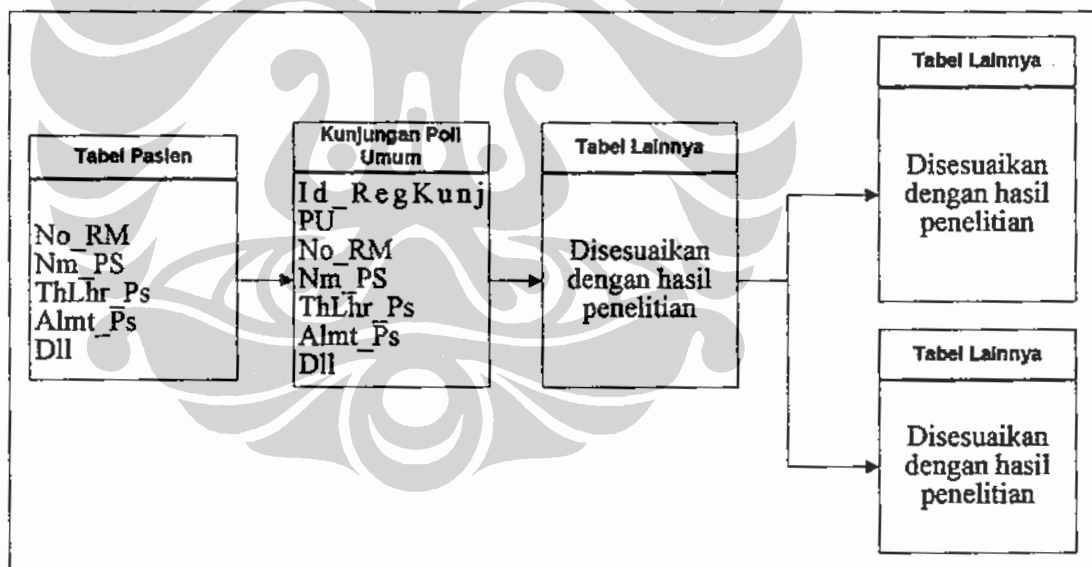 Tabel Pasien
No_RM
Nm_PS
ThLhr_Ps
Almt_Ps
Dll
Kunjungan Poli
Umum
Id_RegKunj
PU
No_RM
Nm_PS
ThLhr_Ps
Almt_Ps
Dll
Tabel Lainnya
Disesuaikan
dengan hasil
penelitian
Tabel Lainnya
Disesuaikan
dengan hasil
penelitian
Tabel Lainnya
Disesuaikan
dengan hasil
penelitian